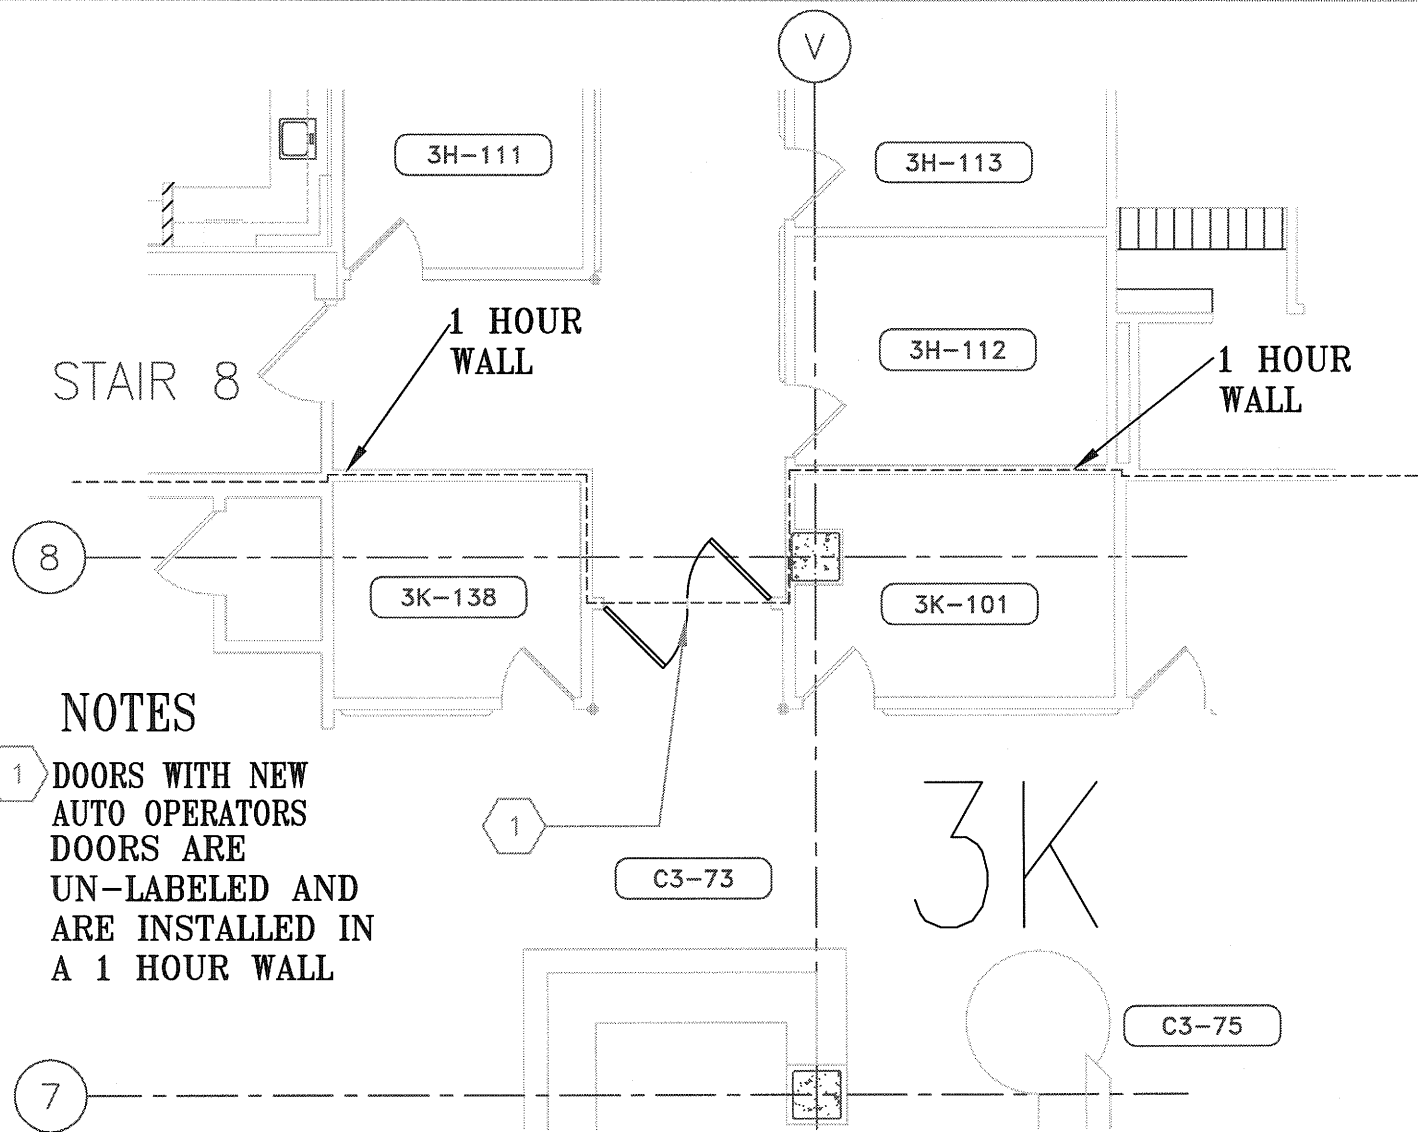 V
3H-111
3H-113
1 HOUR
WALL
3H-112
1 HOUR
WALL
STAIR 8
8
3K-138
3K-101
NOTES
1
DOORS WITH NEW
AUTO OPERATORS
DOORS ARE
UN-LABELED AND
ARE INSTALLED IN
A 1 HOUR WALL
1
C3-73
3K
C3-75
7